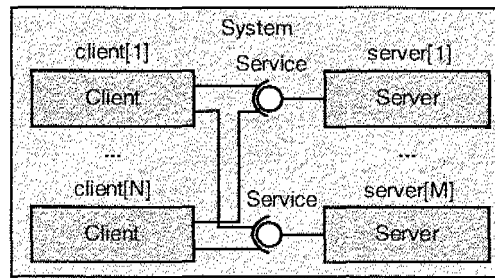 System
client[1]
Service
server[1]
Client
Server
...
...
client[N]
Service
server[M]
Client
Server